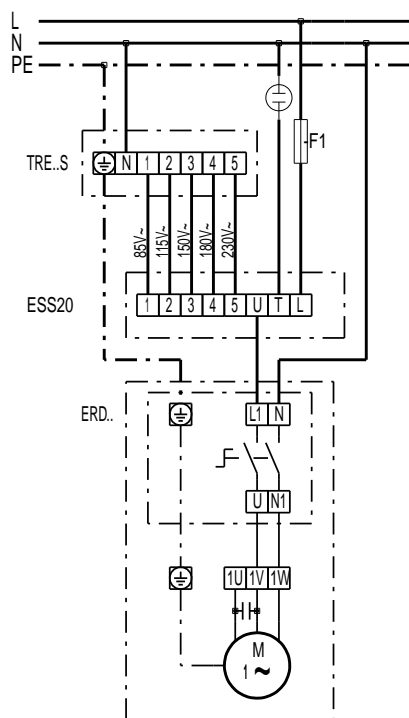 L
N
PE
F1
TRE..S
N 1 2 3 4 5
85V~ 115V~ 150V~ 180V~ 230V~
ESS20
1 2 3 4 5 U T L
ERD..
L1 N
U N1
1U 1V 1W
M
1 ~